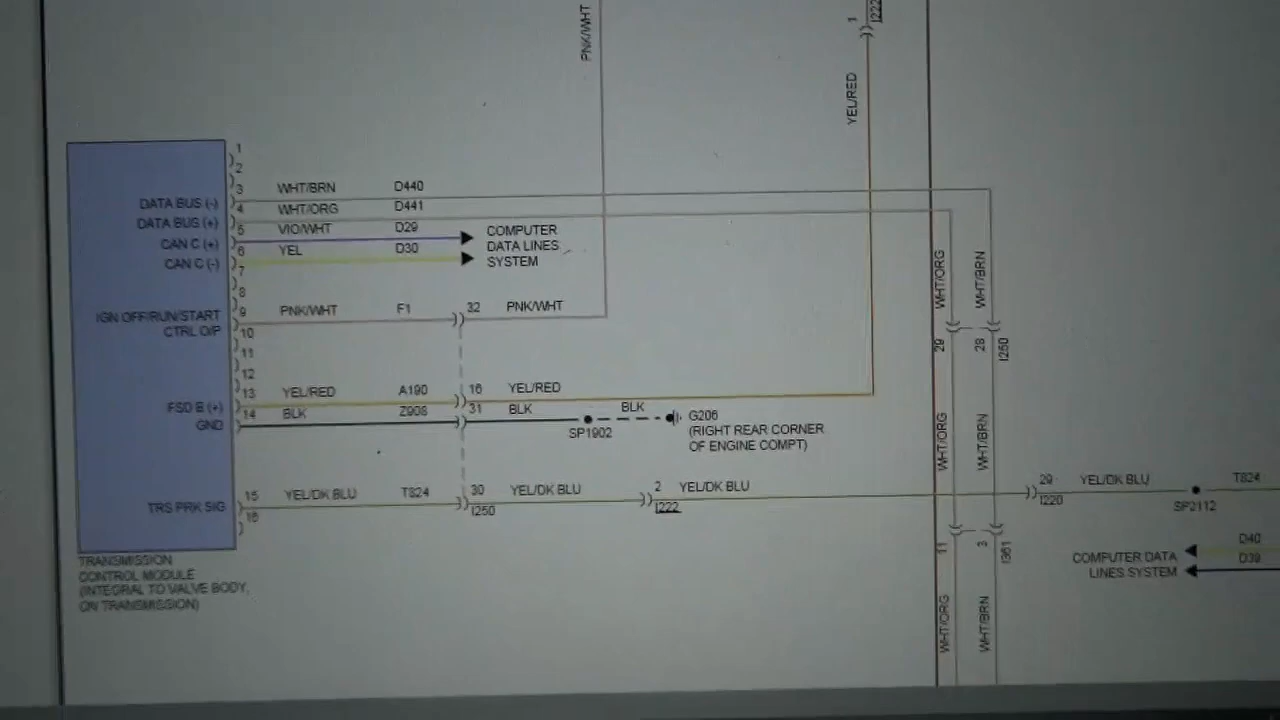 PNK/WHT
1
I222
YEL/RED
1
2
3
WHT/BRN D440
DATA BUS (-)
4
WHT/ORG D441
DATA BUS (+)
5
VIO/WHT D29
CAN C (+)
6
YEL D30
CAN C (-)
7
COMPUTER
DATA LINES
SYSTEM
8
9
PNK/WHT F1 32 PNK/WHT
IGN OFF/RUN/START
CTRL O/P
10
11
12
13
YEL/RED A190 16 YEL/RED
FSD B (+)
14
BLK Z908 31 BLK
GND
BLK
SP1902
G206
(RIGHT REAR CORNER
OF ENGINE COMPT)
15
YEL/DK BLU T824 30 YEL/DK BLU 2 YEL/DK BLU
TRS PRK SIG
16
I250
I222
TRANSMISSION
CONTROL MODULE
(INTEGRAL TO VALVE BODY,
ON TRANSMISSION)
WHT/ORG
WHT/BRN
29
28
I250
WHT/ORG
WHT/BRN
29 YEL/DK BLU T824
I220
SP2112
11
3
I361
COMPUTER DATA
LINES SYSTEM
D40
D39
WHT/ORG
WHT/BRN